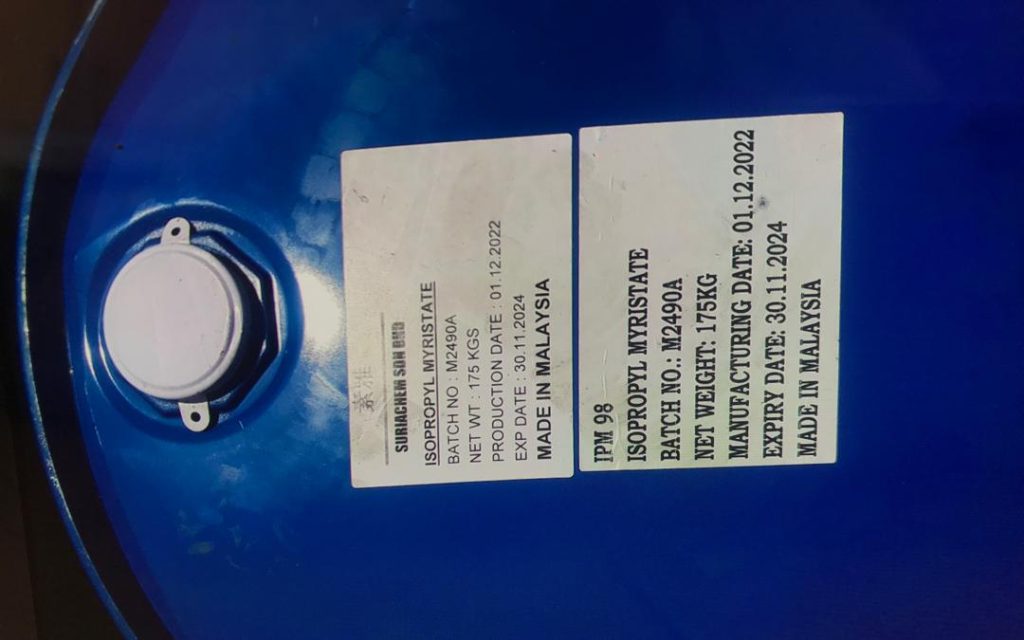 SURIACHEM SDN BHD
ISOPROPYL MYRISTATE
BATCH NO : M2490A
NET WT : 175 KGS
PRODUCTION DATE : 01.12.2022
EXP DATE : 30.11.2024
MADE IN MALAYSIA
IPM 98
ISOPROPYL MYRISTATE
BATCH NO.: M2490A
NET WEIGHT: 175KG
MANUFACTURING DATE: 01.12.2022
EXPIRY DATE: 30.11.2024
MADE IN MALAYSIA